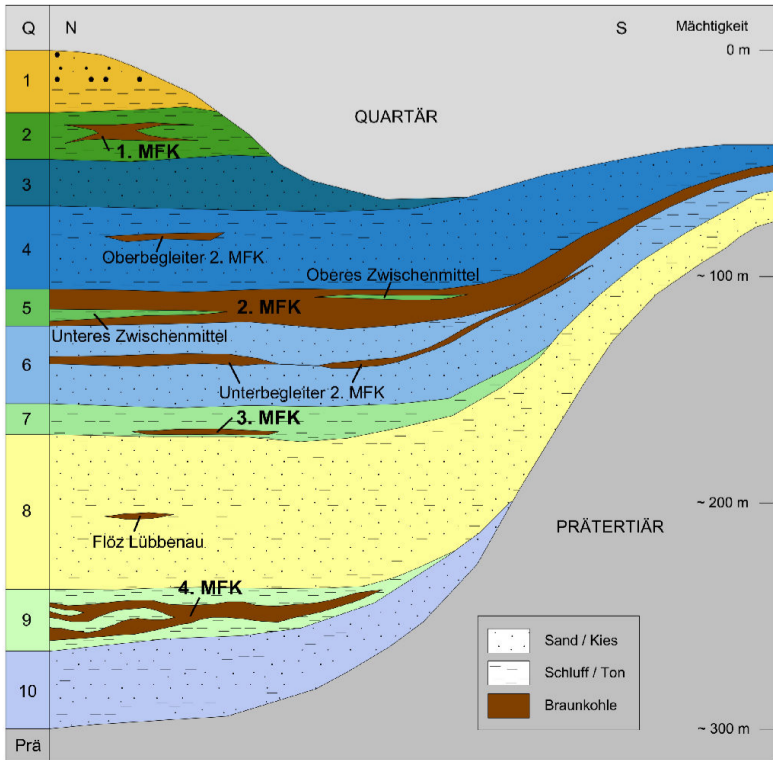 Q
N
S
Mächtigkeit
0 m
1
QUARTÄR
2
1. MFK
3
4
Oberbegleiter 2. MFK
Oberes Zwischenmittel
~ 100 m
5
2. MFK
Unteres Zwischenmittel
6
Unterbegleiter 2. MFK
7
3. MFK
8
~ 200 m
Flöz Lübbenau
PRÄTERTIÄR
4. MFK
9
Sand / Kies
Schluff / Ton
10
Braunkohle
~ 300 m
Prä